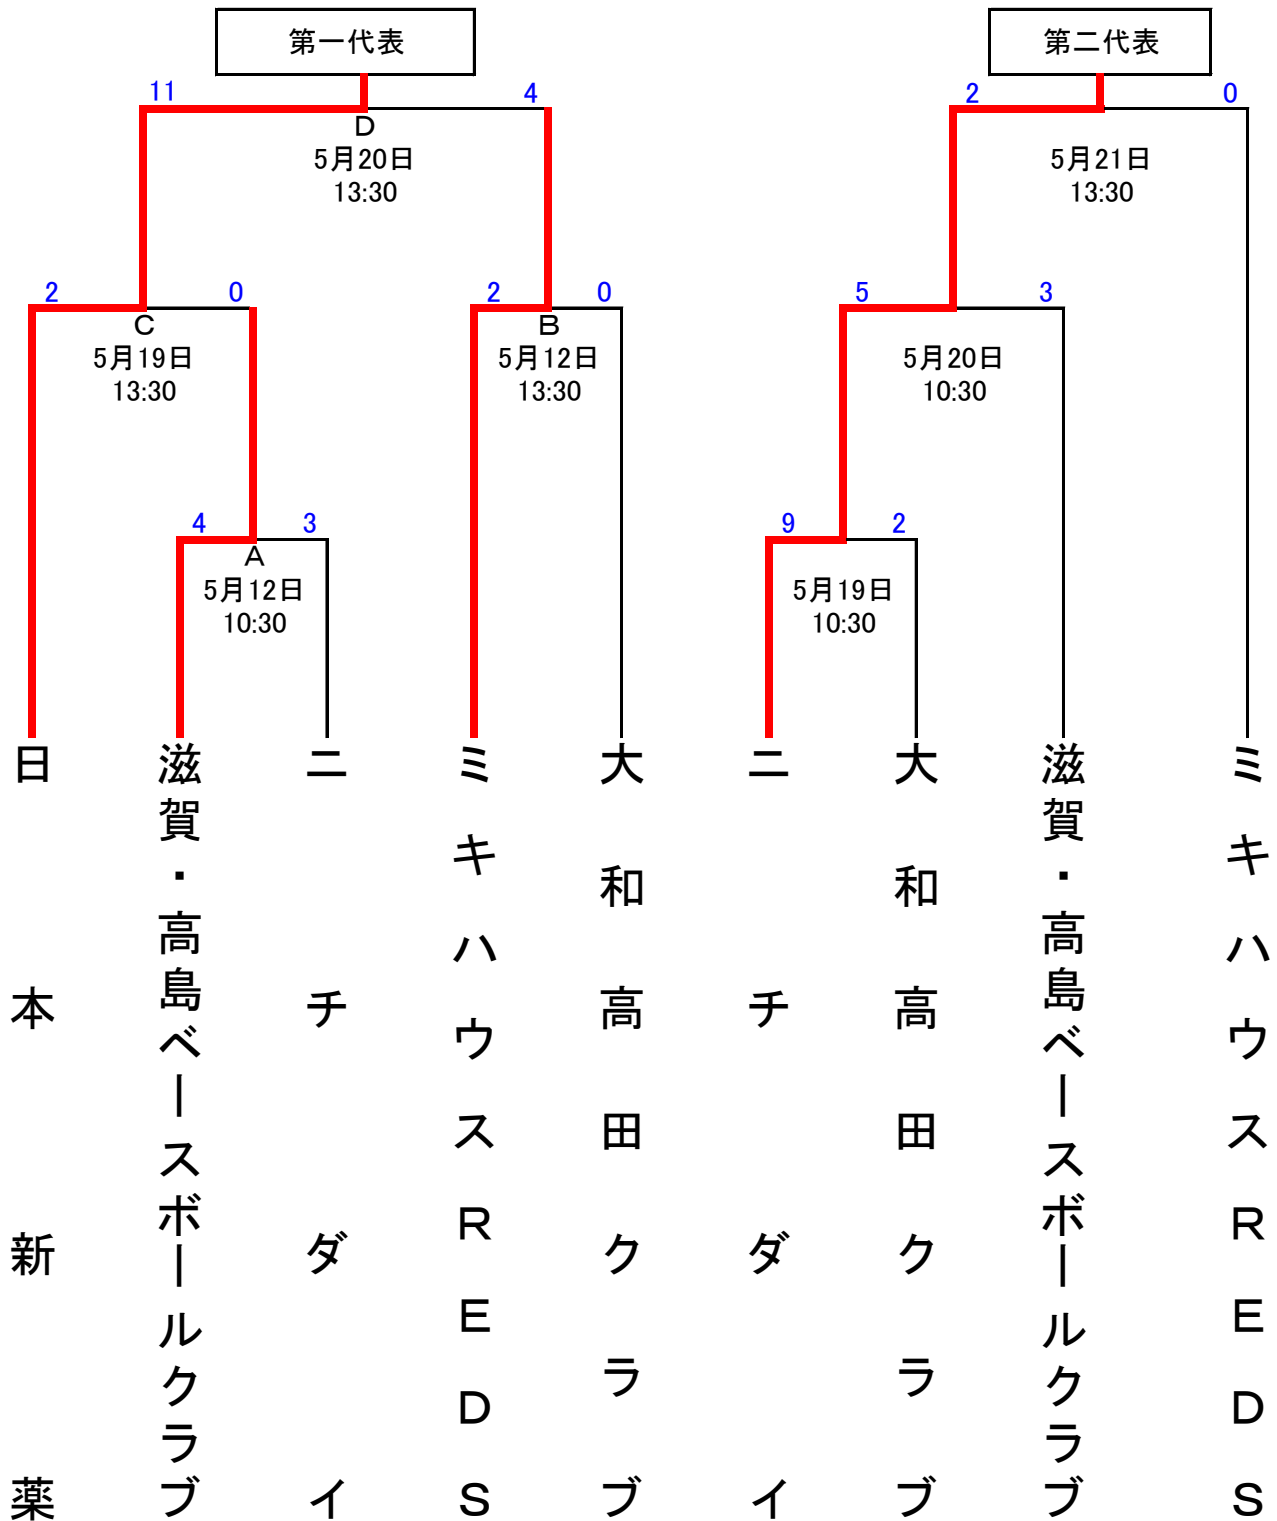 第一代表
第二代表
11
4
2
0
D
5月20日
13:30
5月21日
13:30
2
0
2
0
5
3
C
B
5月19日
13:30
5月12日
13:30
5月20日
10:30
4
3
9
2
A
5月12日
10:30
5月19日
10:30
日本新薬
滋賀・高島ベースボールクラブ
ニチダイ
ミキハウスREDS
大和高田クラブ
ニチダイ
大和高田クラブ
滋賀・高島ベースボールクラブ
ミキハウスREDS